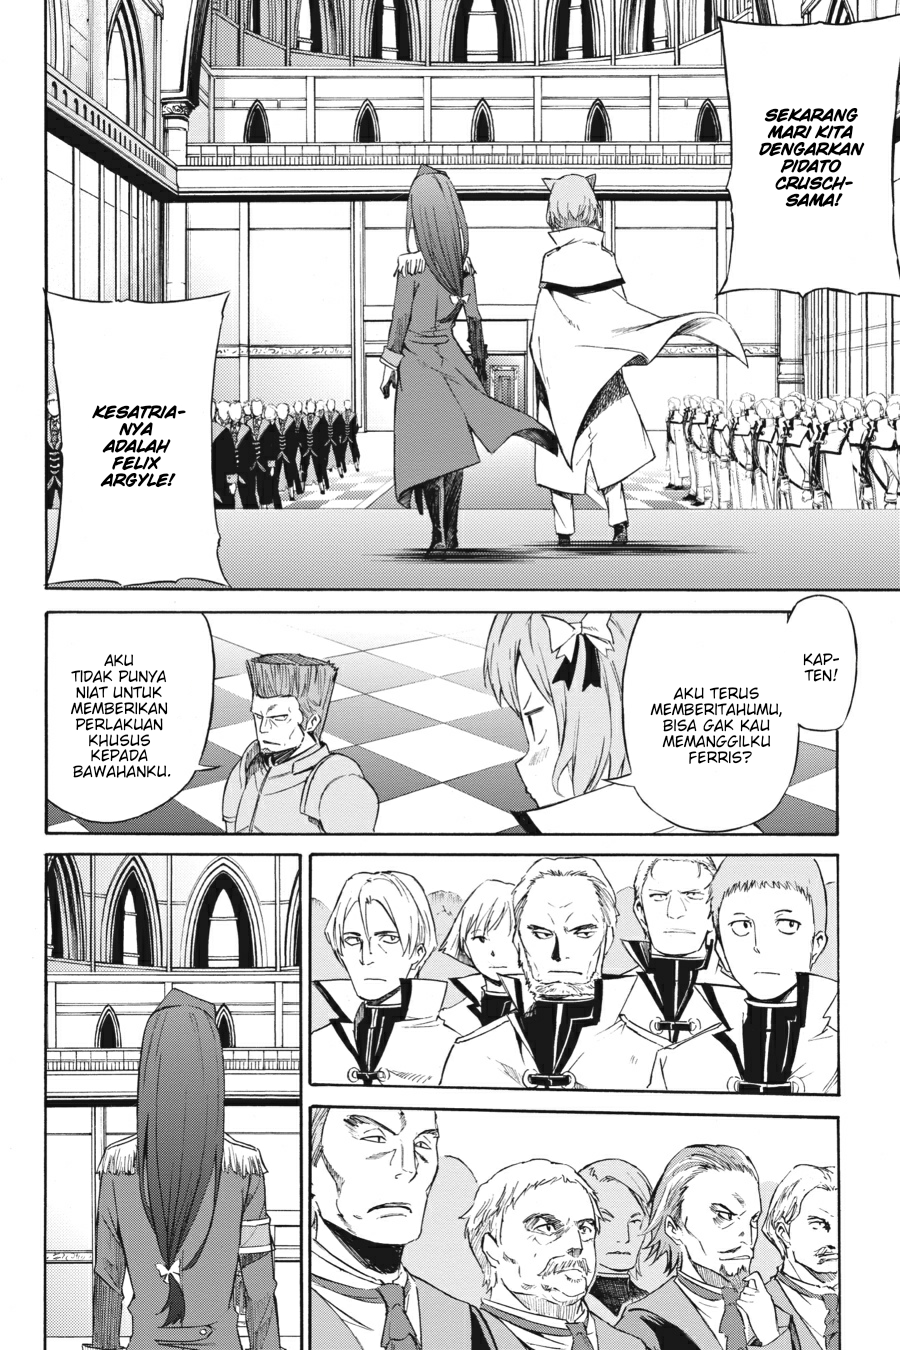 SEKARANG
MARI KITA
DENGARKAN
PIDATO
CRUSCH-
SAMA!
KESATRIA-
NYA
ADALAH
FELIX
ARGYLE!
KAP-
TEN!
AKU TERUS
MEMBERITAHUMU,
BISA GAK KAU
MEMANGGILKU
FERRIS?
AKU
TIDAK PUNYA
NIAT UNTUK
MEMBERIKAN
PERLAKUAN
KHUSUS
KEPADA
BAWAHANKU.